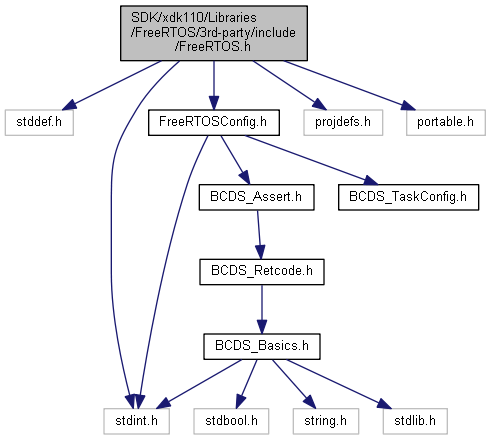 SDK/xdk110/Libraries
/FreeRTOS/3rd-party/include
/FreeRTOS.h
stddef.h
FreeRTOSConfig.h
projdefs.h
portable.h
BCDS_Assert.h
BCDS_TaskConfig.h
BCDS_Retcode.h
BCDS_Basics.h
stdint.h
stdbool.h
string.h
stdlib.h